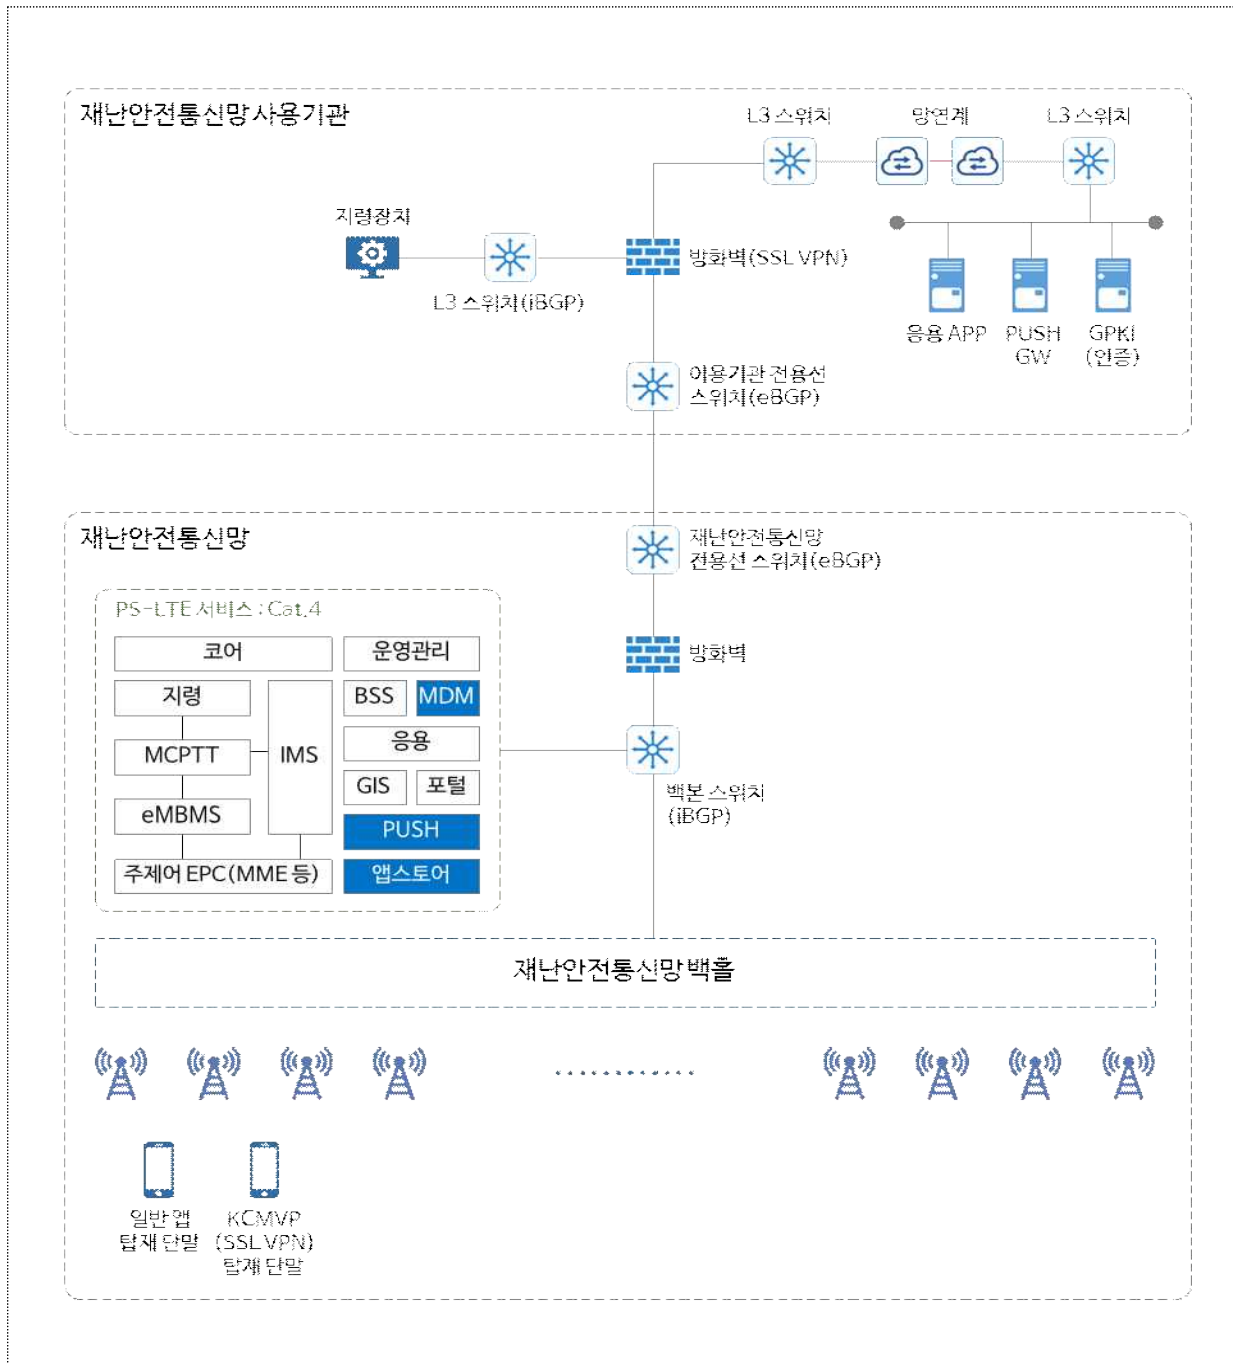 재난안전통신망 사용기관
L3 스위치
망연계
L3 스위치
지령장치
방화벽(SSL VPN)
L3 스위치(iBGP)
응용 APP
PUSH
GW
GPKI
(인증)
이용기관 전용선
스위치(eBGP)
재난안전통신망
재난안전통신망
전용선 스위치(eBGP)
PS-LTE 서비스 : Cat.4
코어
운영관리
방화벽
지령
IMS
BSS
MDM
MCPTT
응용
GIS
포털
백본 스위치
(iBGP)
eMBMS
PUSH
주제어 EPC(MME 등)
앱스토어
재난안전통신망 백홀
일반 앱
탑재 단말
KCMVP
(SSL VPN)
탑재 단말